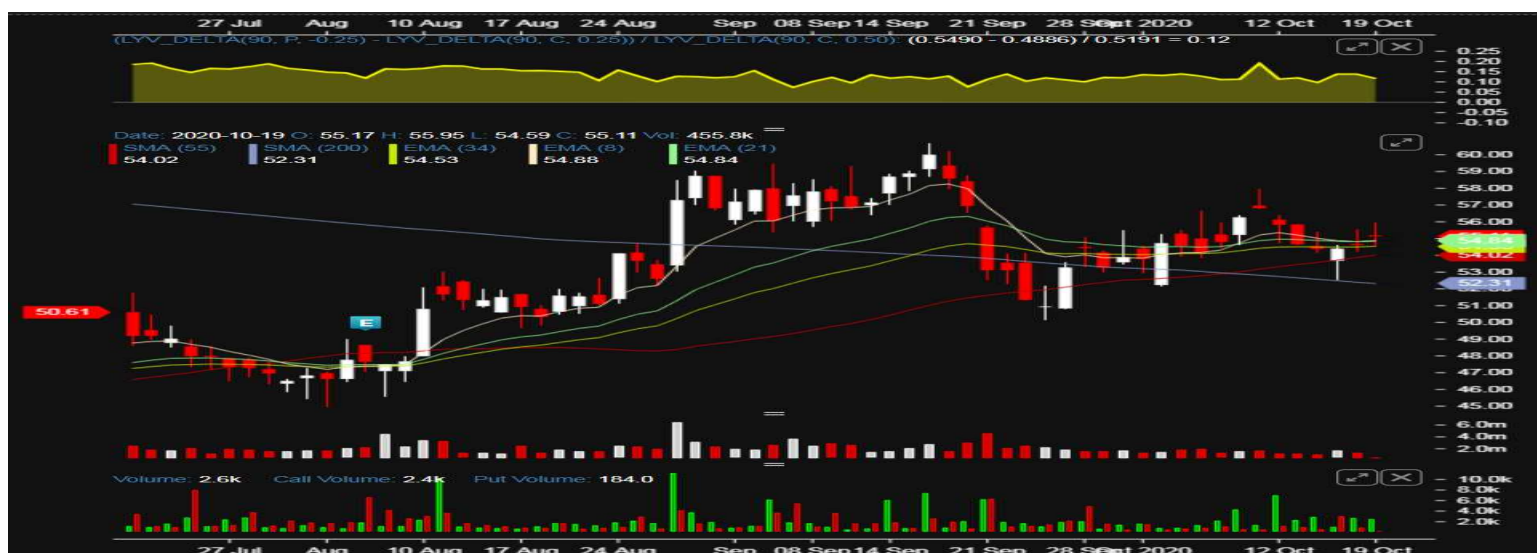 27 Jul Aug 10 Aug 17 Aug 24 Aug Sep 08 Sep 14 Sep 21 Sep 28 Sep Oct 2020 12 Oct 19 Oct
(LYV_DELTA(90, P, -0.25) - LYV_DELTA(90, C, 0.25)) / LYV_DELTA(90, C, 0.50): (0.5490 - 0.4886) / 0.5191 = 0.12
0.25
0.20
0.15
0.10
0.05
0.00
-0.05
-0.10
Date: 2020-10-19 O: 55.17 H: 55.95 L: 54.59 C: 55.11 Vol: 455.8k
SMA (55) SMA (200) EMA (34) EMA (8) EMA (21)
54.02 52.31 54.53 54.88 54.84
60.00
59.00
58.00
57.00
56.00
54.84
54.02
53.00
52.31
51.00
50.61
50.00
49.00
48.00
47.00
46.00
45.00
E
6.0m
4.0m
2.0m
Volume: 2.6k Call Volume: 2.4k Put Volume: 184.0
10.0k
8.0k
6.0k
4.0k
2.0k
27 Jul Aug 10 Aug 17 Aug 24 Aug Sep 08 Sep 14 Sep 21 Sep 28 Sep Oct 2020 12 Oct 19 Oct